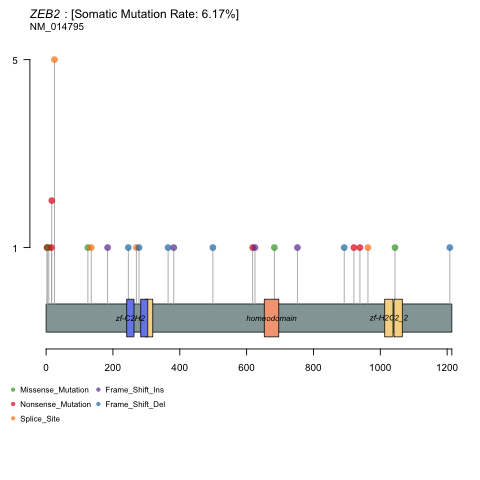 ZEB2 : [Somatic Mutation Rate: 6.17%]
NM_014795
5
1
zf-C2H2 homeodomain zf-H2C2_2
0 200 400 600 800 1000 1200
Missense_Mutation Frame_Shift_Ins
Nonsense_Mutation Frame_Shift_Del
Splice_Site